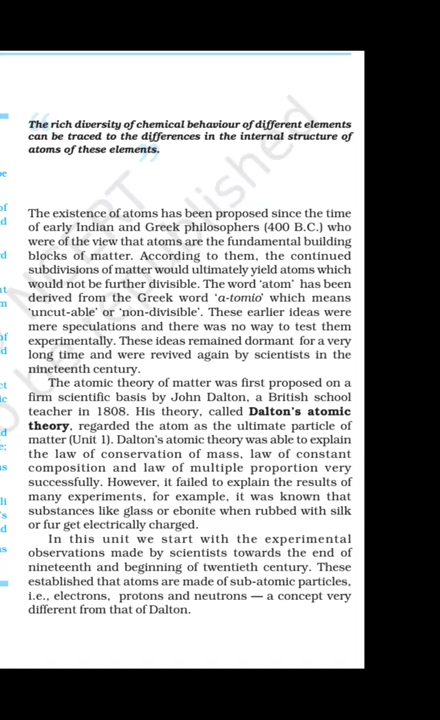 The rich diversity of chemical behaviour of different elements
can be traced to the differences in the internal structure of
atoms of these elements.
The existence of atoms has been proposed since the time
of early Indian and Greek philosophers (400 B.C.) who
were of the view that atoms are the fundamental building
blocks of matter. According to them, the continued
subdivisions of matter would ultimately yield atoms which
would not be further divisible. The word ‘atom’ has been
derived from the Greek word ‘a-tomio’ which means
‘uncut-able’ or ‘non-divisible’. These earlier ideas were
mere speculations and there was no way to test them
experimentally. These ideas remained dormant for a very
long time and were revived again by scientists in the
nineteenth century.
The atomic theory of matter was first proposed on a
firm scientific basis by John Dalton, a British school
teacher in 1808. His theory, called Dalton’s atomic
theory, regarded the atom as the ultimate particle of
matter (Unit 1). Dalton’s atomic theory was able to explain
the law of conservation of mass, law of constant
composition and law of multiple proportion very
successfully. However, it failed to explain the results of
many experiments, for example, it was known that
substances like glass or ebonite when rubbed with silk
or fur get electrically charged.
In this unit we start with the experimental
observations made by scientists towards the end of
nineteenth and beginning of twentieth century. These
established that atoms are made of sub-atomic particles,
i.e., electrons, protons and neutrons — a concept very
different from that of Dalton.